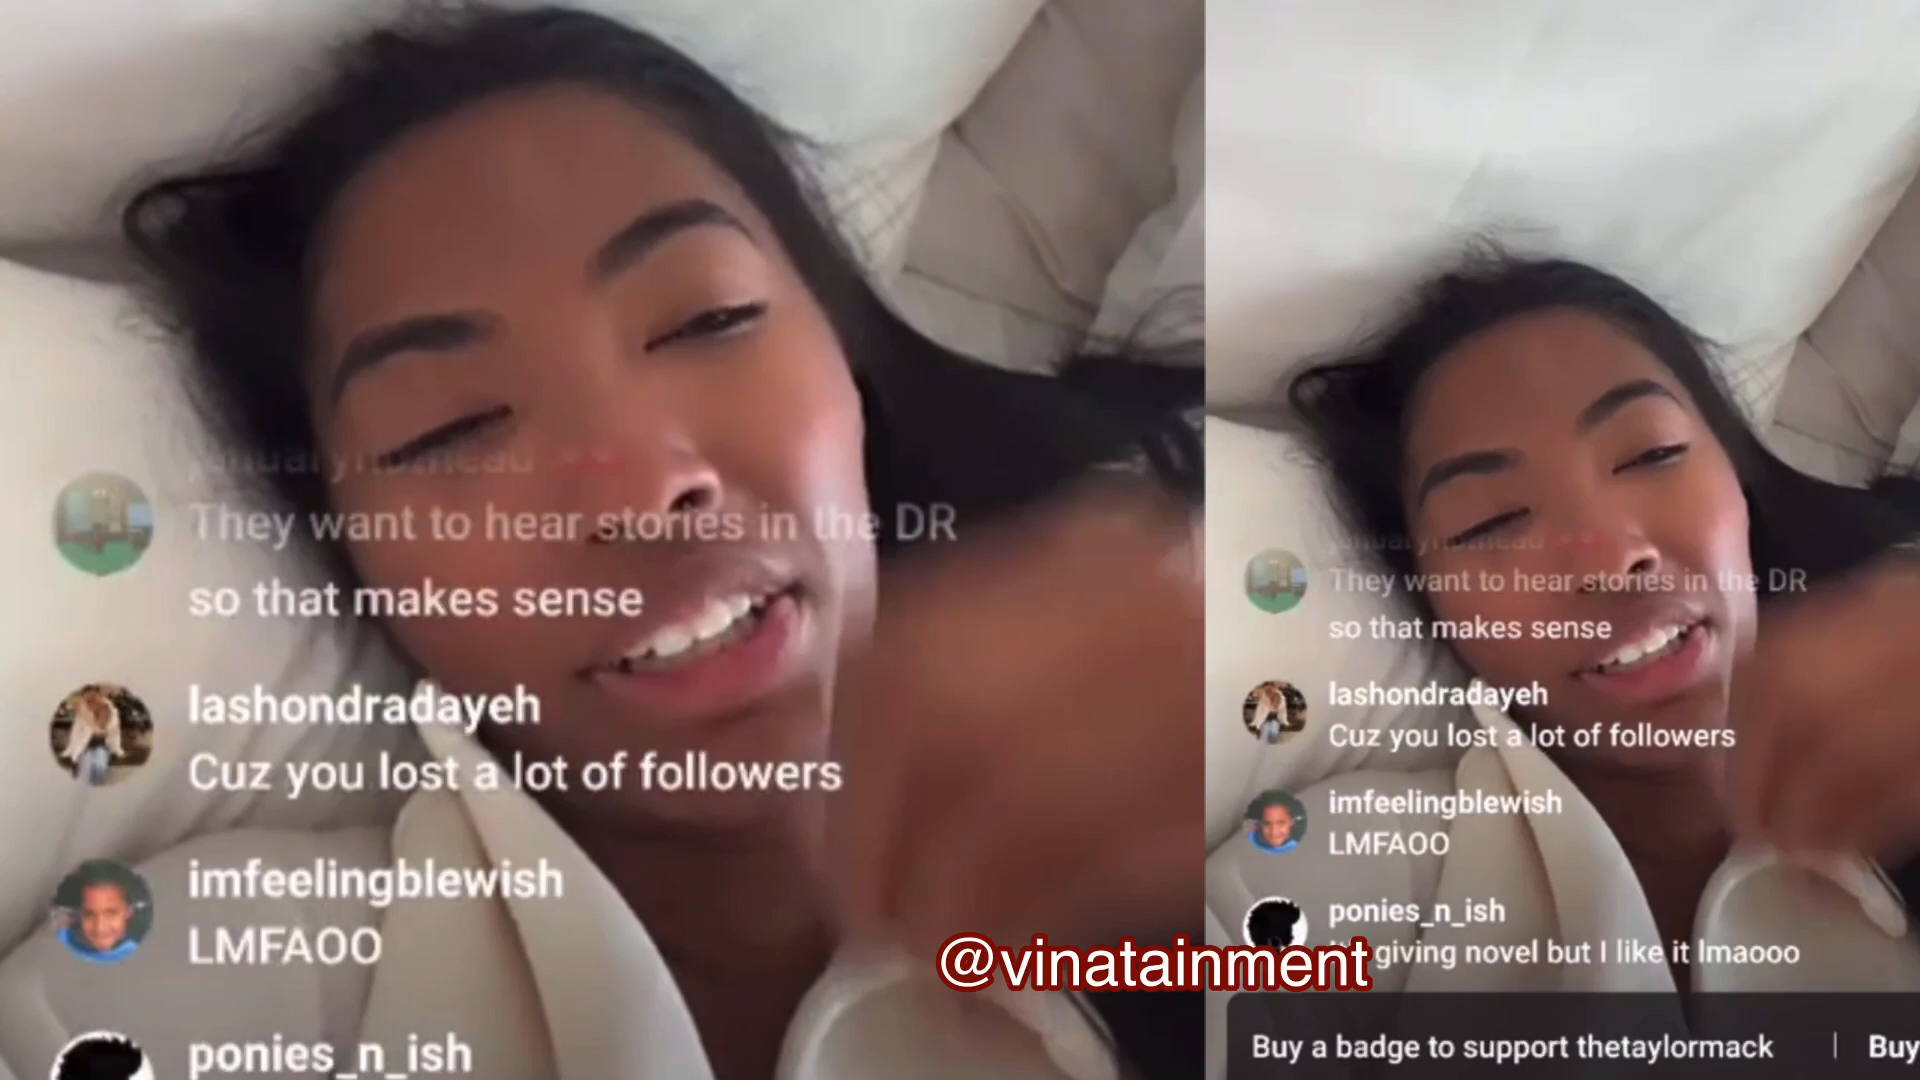 They want to hear stories in the DR
so that makes sense
lashondradayeh
Cuz you lost a lot of followers
imfeelingblewish
LMFAOO
ponies_n_ish
@vinatainment
They want to hear stories in the DR
so that makes sense
lashondradayeh
Cuz you lost a lot of followers
imfeelingblewish
LMFAOO
ponies_n_ish
giving novel but I like it lmaooo
Buy a badge to support thetaylormack | Buy